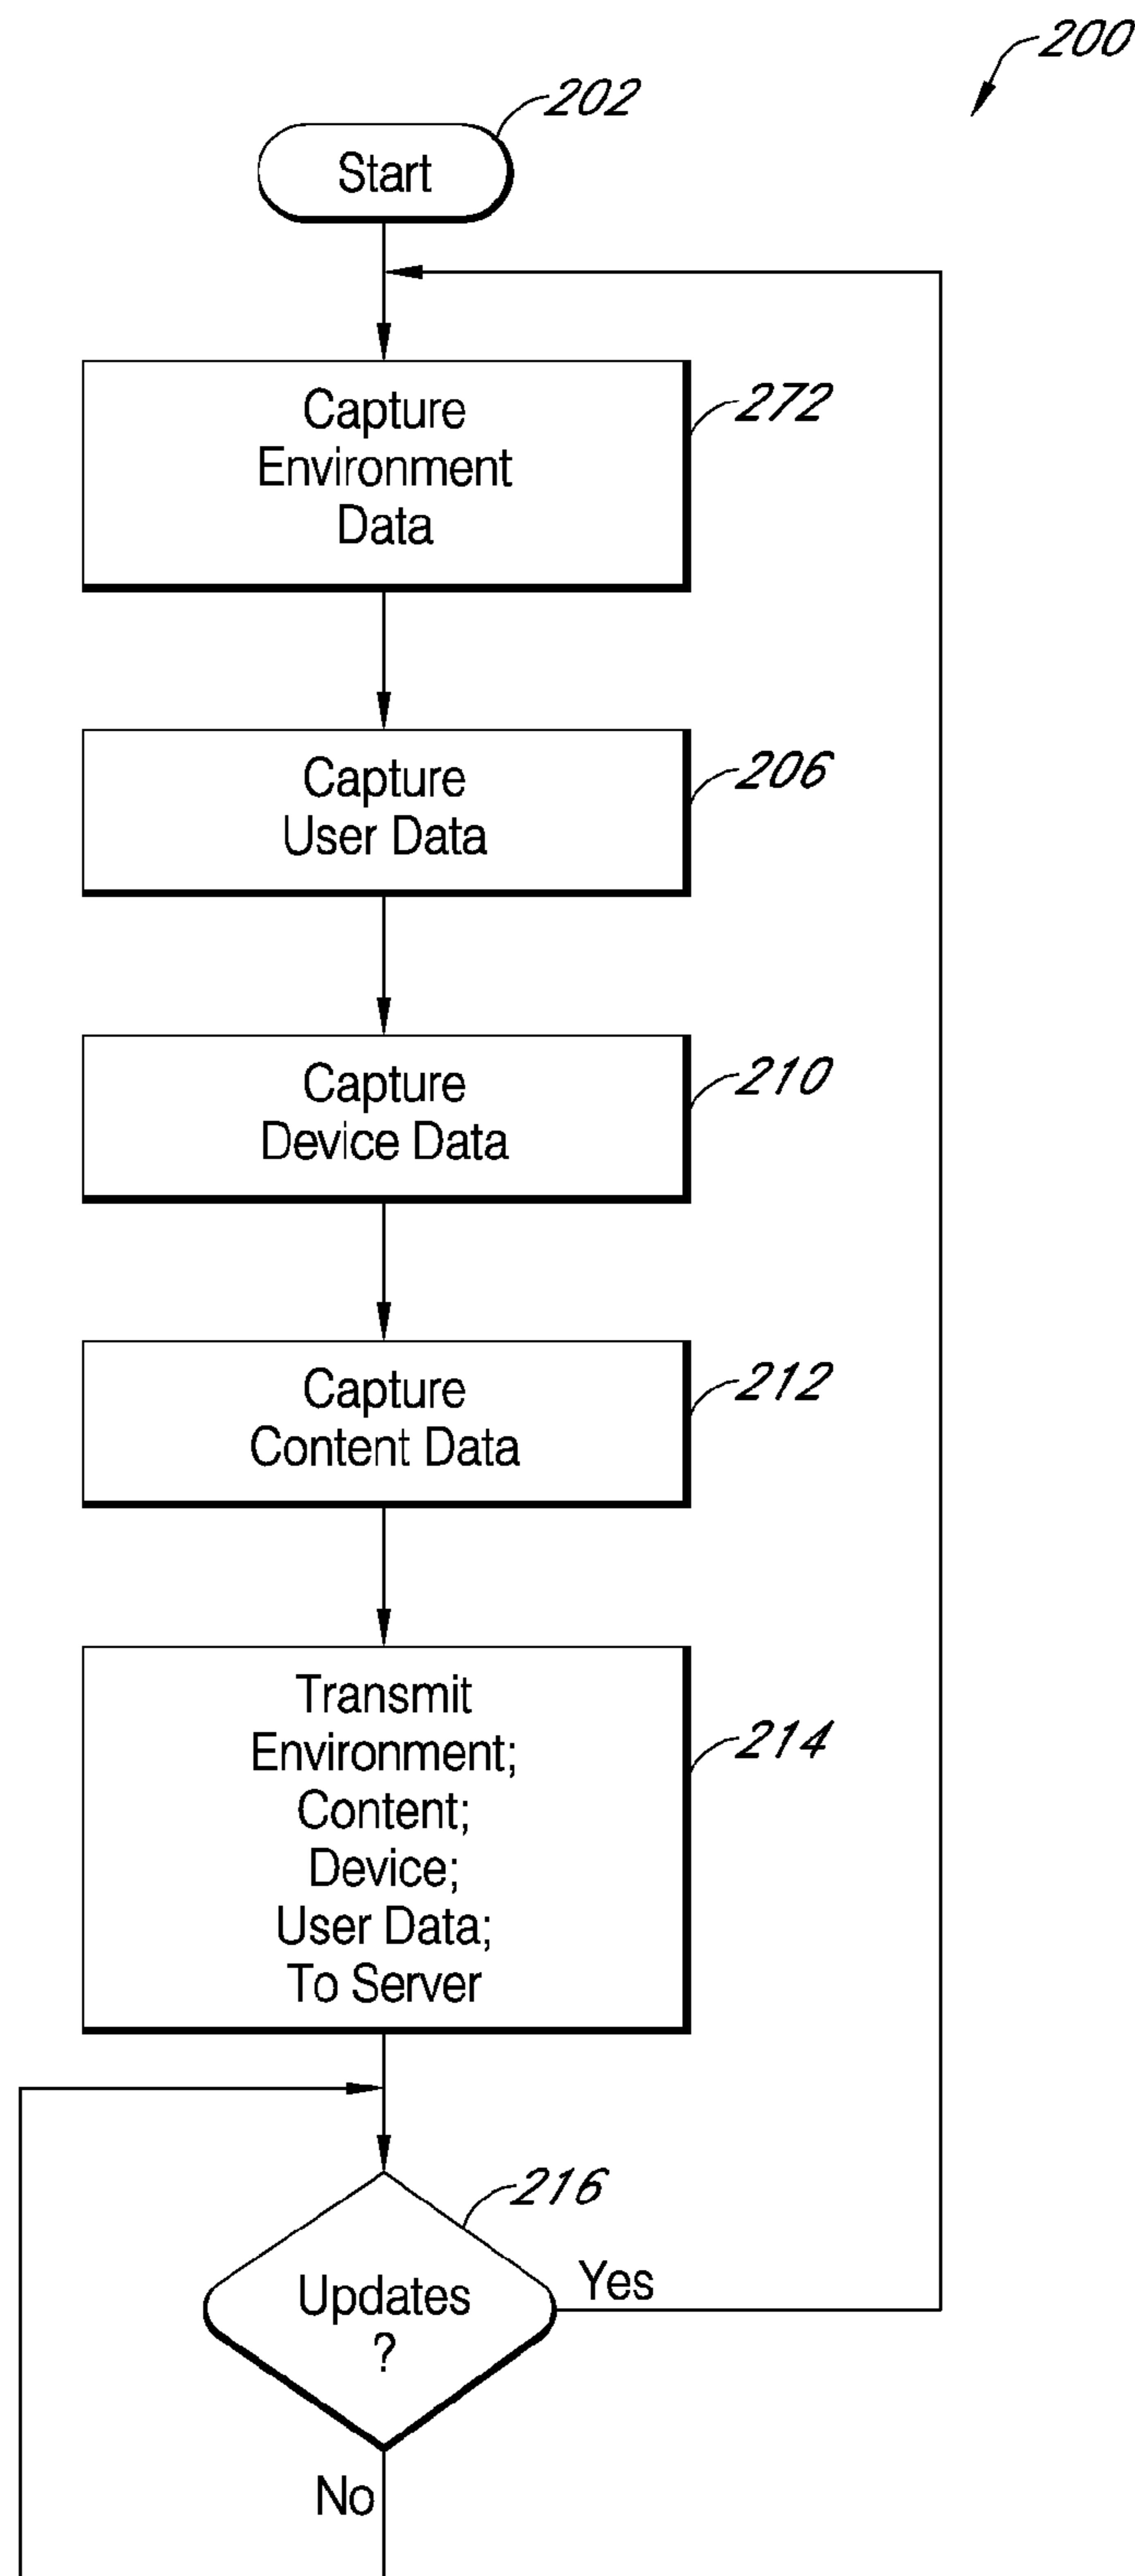 200
202
Start
Capture
Environment
Data
272
Capture
User Data
206
Capture
Device Data
210
Capture
Content Data
212
Transmit
Environment;
Content;
Device;
User Data;
To Server
214
216
Updates
?
Yes
No